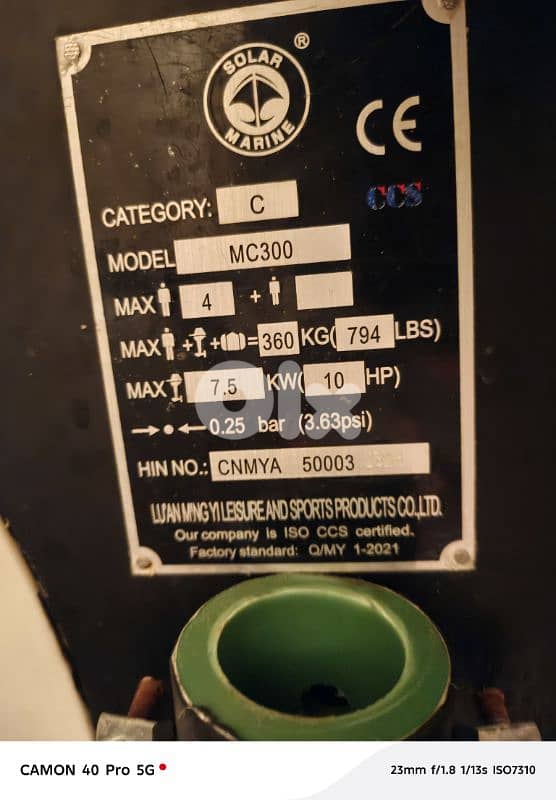 SOLAR MARINE ®
CE
CCS
CATEGORY: C
MODEL MC300
MAX 4 +
MAX + + = 360 KG( 794 LBS)
MAX 7.5 KW( 10 HP)
0.25 bar (3.63psi)
olx
HIN NO.: CNMYA 50003
LU'AN MING YI LEISURE AND SPORTS PRODUCTS CO.,LTD.
Our company is ISO CCS certified.
Factory standard: Q/MY 1-2021
CAMON 40 Pro 5G
23mm f/1.8 1/13s ISO7310